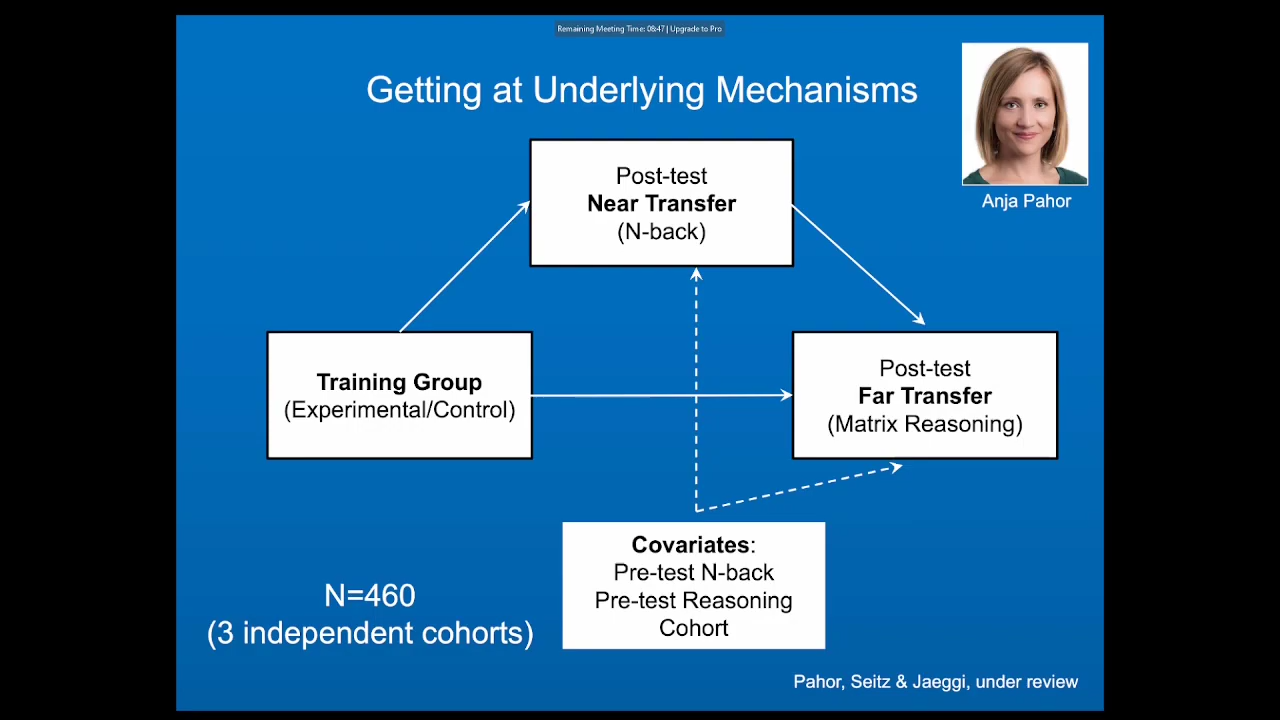 Remaining Meeting Time: 08:47 | Upgrade to Pro
Getting at Underlying Mechanisms
Anja Pahor
Post-test
Near Transfer
(N-back)
Training Group
(Experimental/Control)
Post-test
Far Transfer
(Matrix Reasoning)
Covariates:
Pre-test N-back
Pre-test Reasoning
Cohort
N=460
(3 independent cohorts)
Pahor, Seitz & Jaeggi, under review